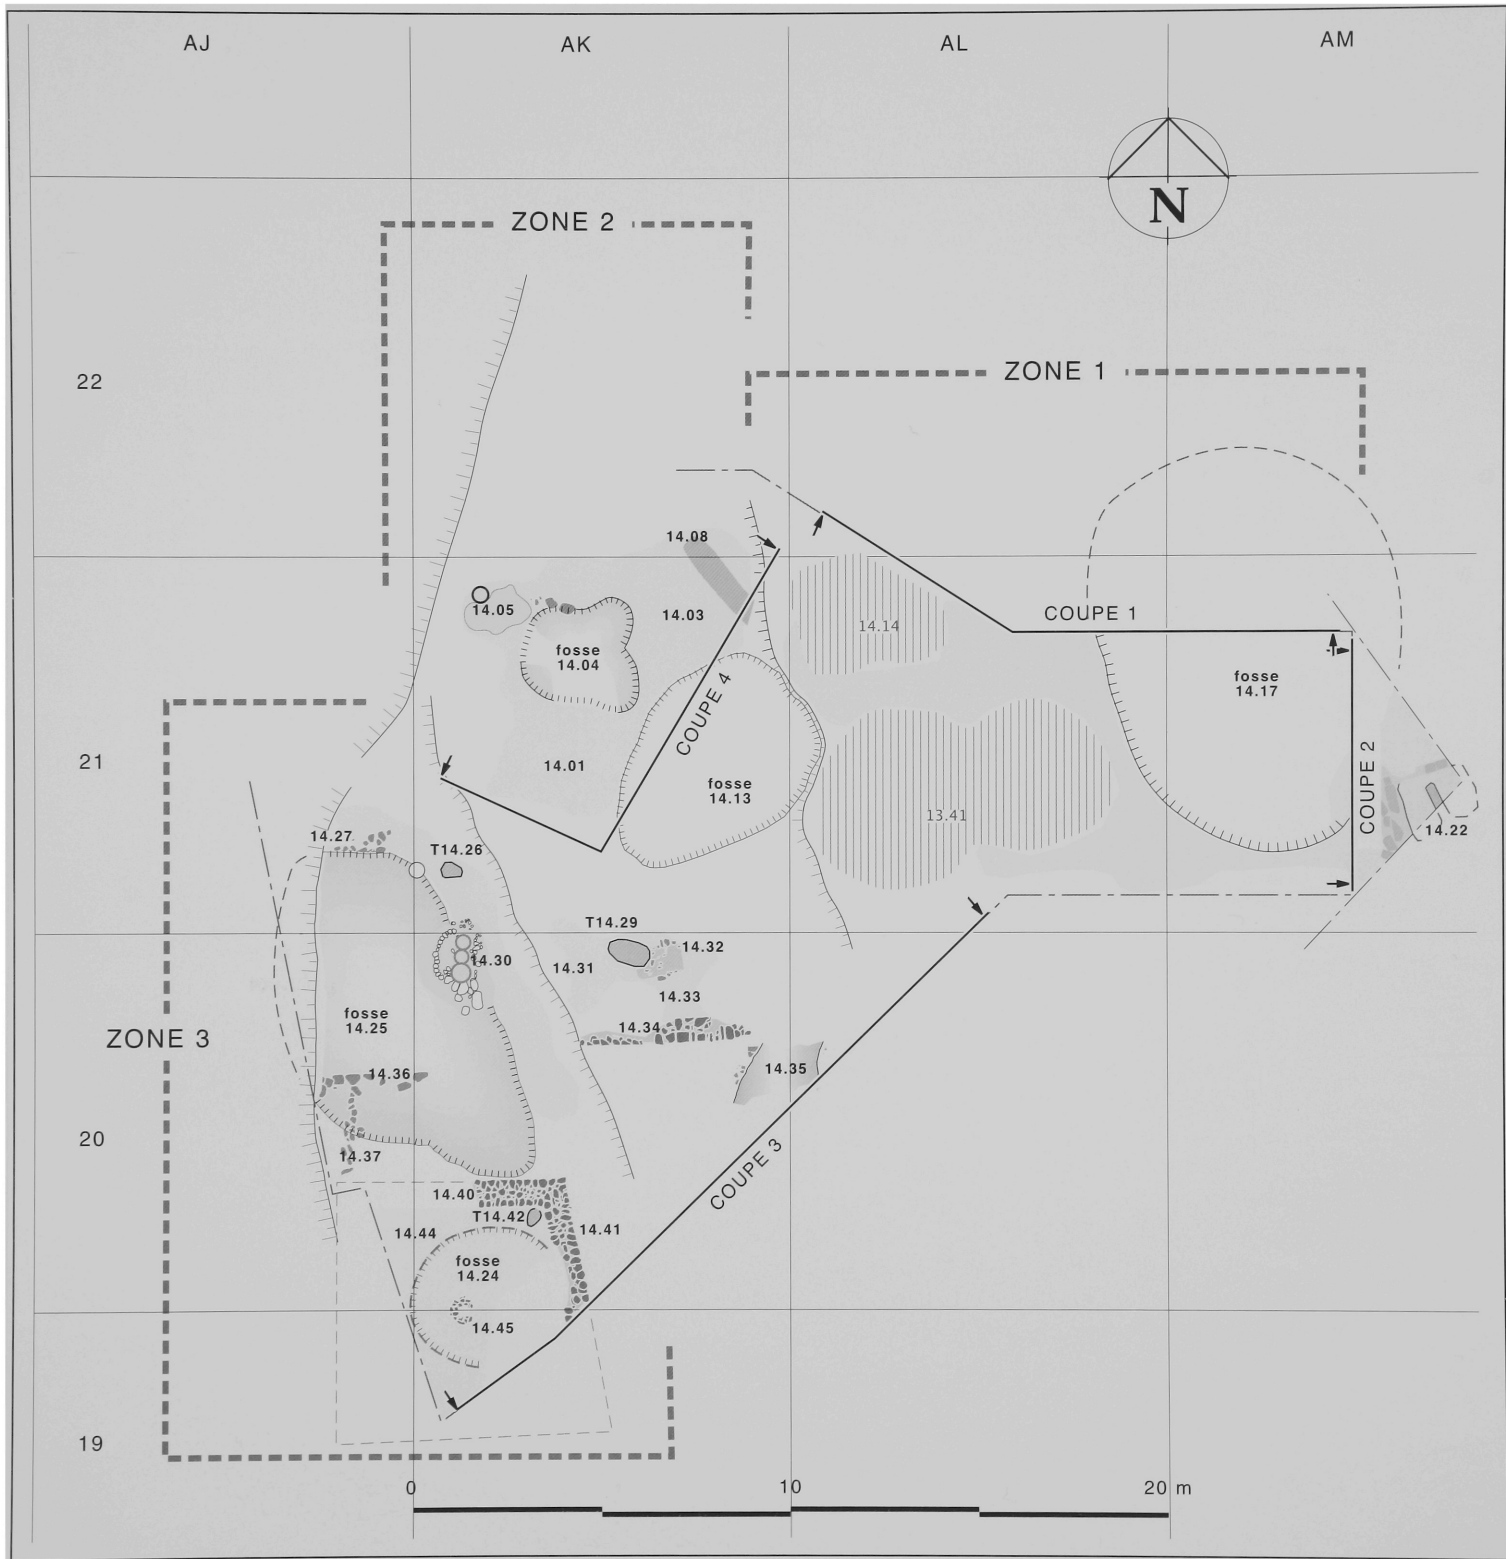 AJ
AK
AL
AM
N
ZONE 2
ZONE 1
22
14.08
COUPE 1
14.05
14.03
14.14
fosse
14.04
fosse
14.17
COUPE 4
21
14.01
fosse
14.13
COUPE 2
13.41
14.22
14.27
T14.26
T14.29
14.32
14.30
14.31
14.33
fosse
14.25
14.34
ZONE 3
14.36
14.35
20
14.37
COUPE 3
14.40
T14.42
14.44
14.41
fosse
14.24
14.45
19
0
10
20 m